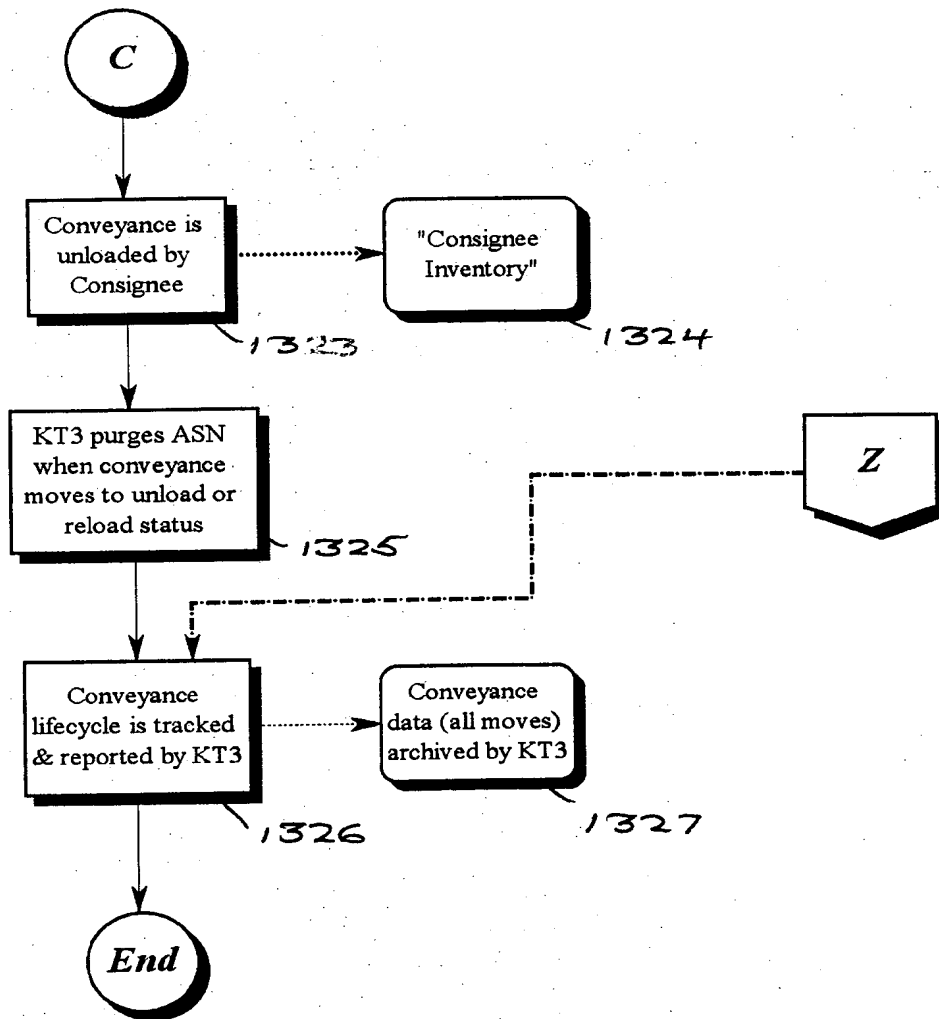 C
Conveyance is
unloaded by
Consignee
1323
"Consignee
Inventory"
1324
KT3 purges ASN
when conveyance
moves to unload or
reload status
1325
Z
Conveyance
lifecycle is tracked
& reported by KT3
1326
Conveyance
data (all moves)
archived by KT3
1327
End